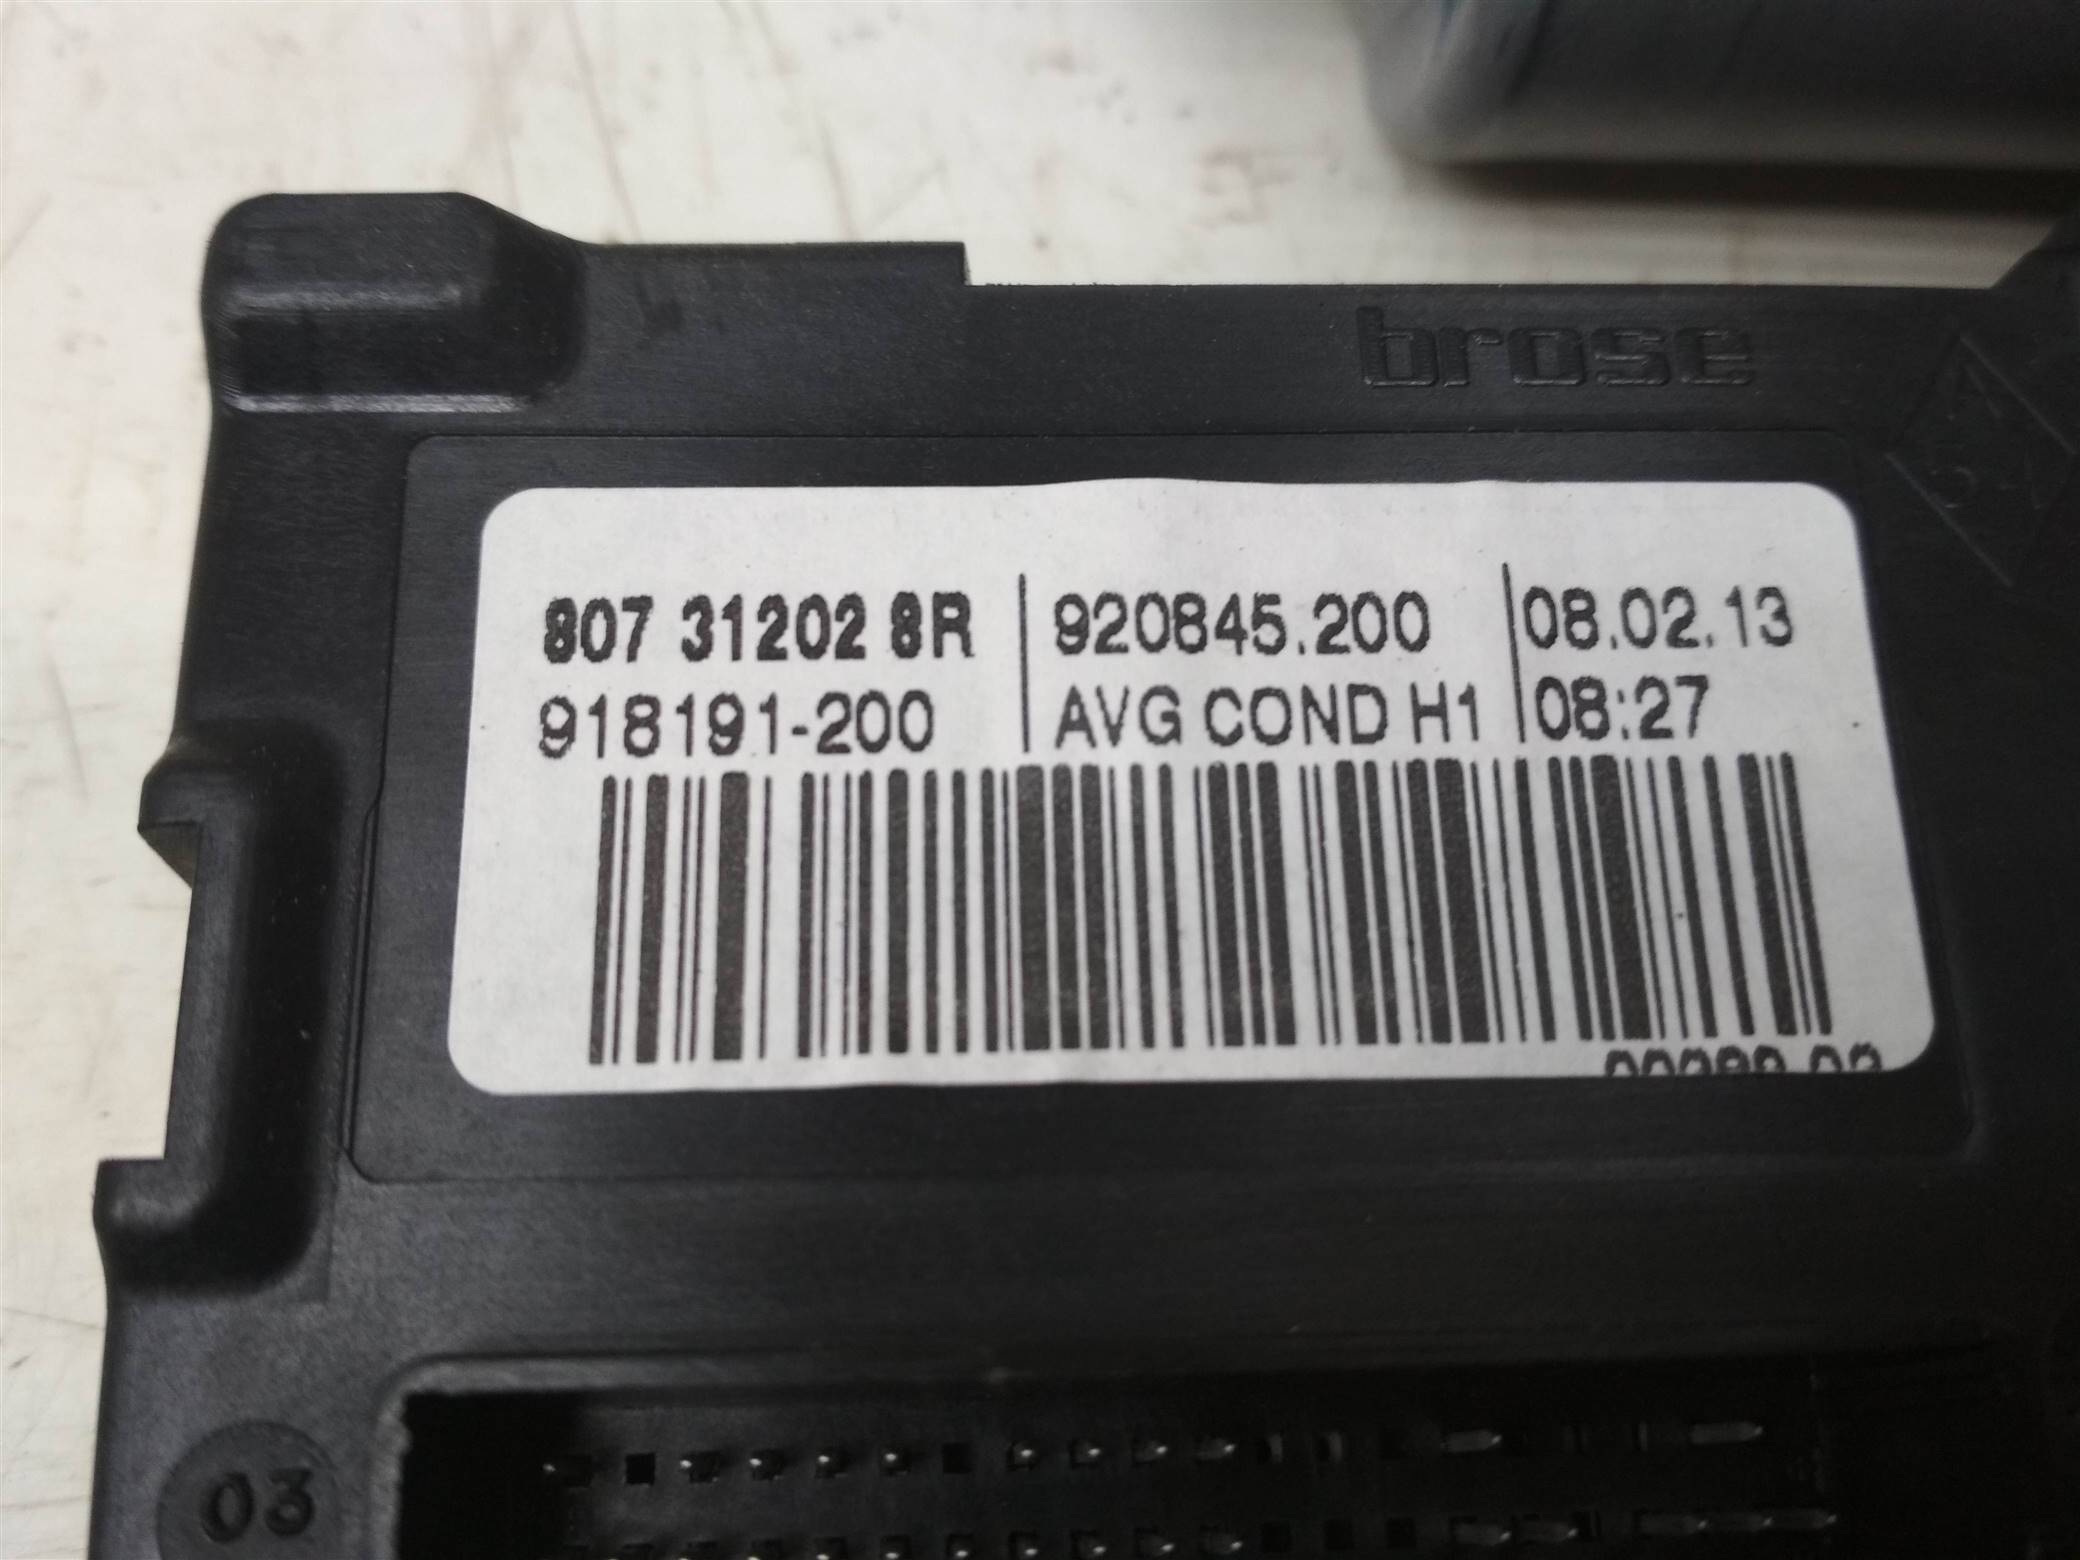 brose
807 31202 8R 920845.200 08.02.13
918191-200 AVG COND H1 08:27
03